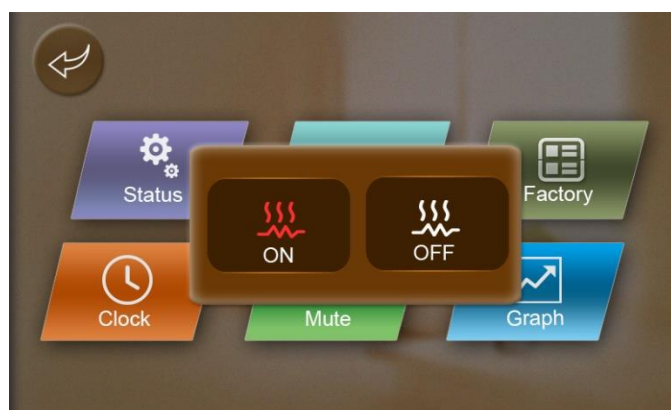 Status
Factory
ON
OFF
Clock
Mute
Graph